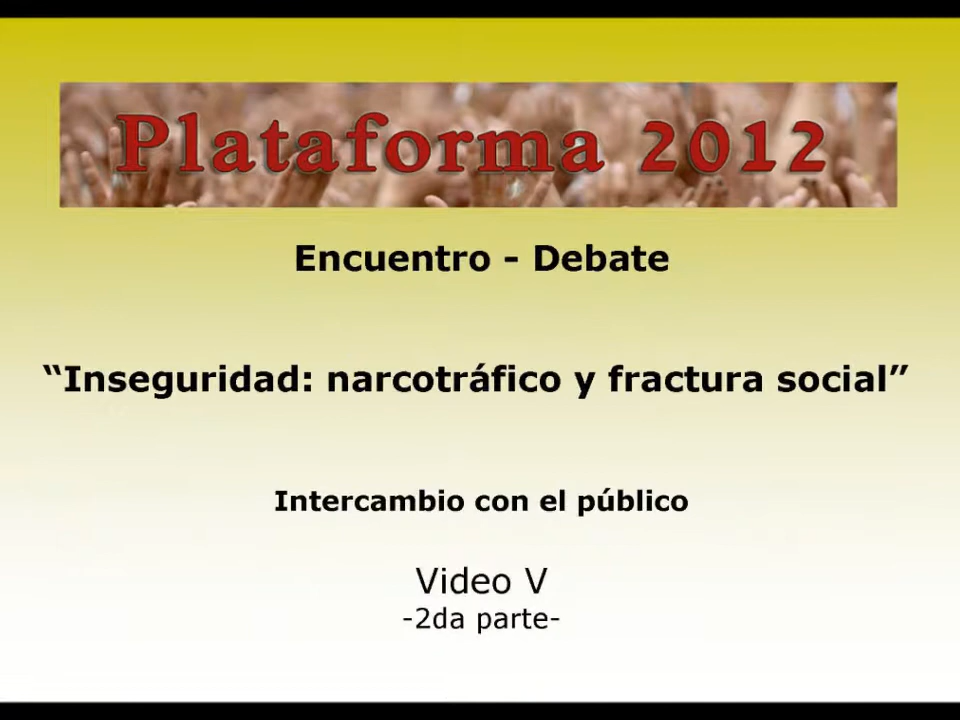 Plataforma 2012
Encuentro - Debate
“Inseguridad: narcotráfico y fractura social”
Intercambio con el público
Video V
-2da parte-